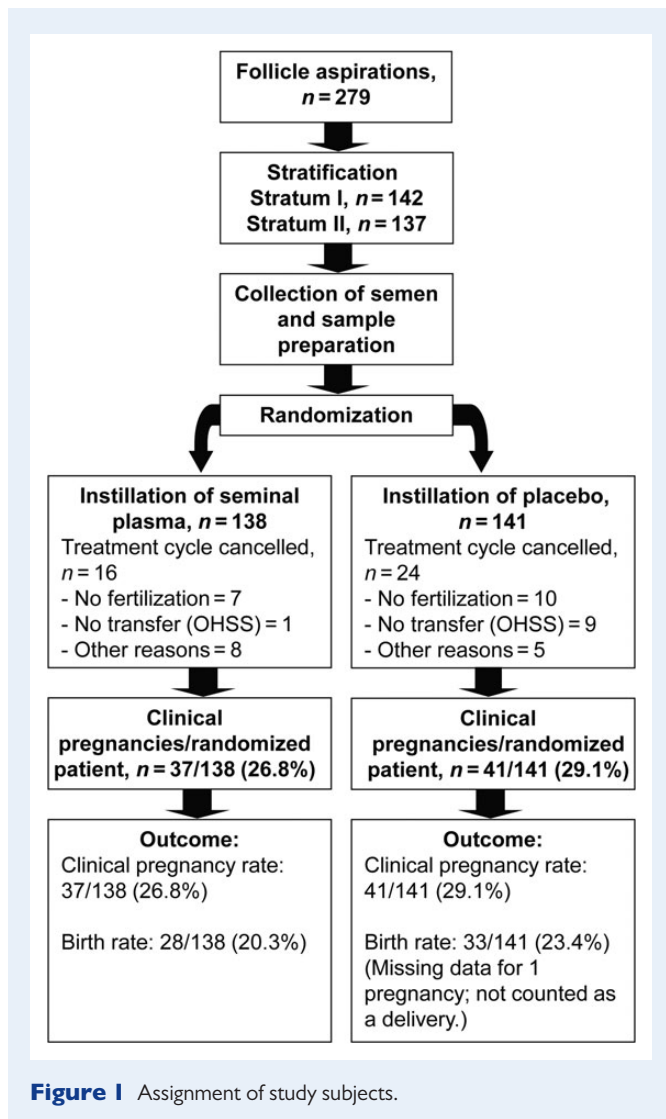 Follicle aspirations,
n = 279
Stratification
Stratum I, n = 142
Stratum II, n = 137
Collection of semen
and sample
preparation
Randomization
Instillation of seminal
plasma, n = 138
Treatment cycle cancelled,
n = 16
- No fertilization = 7
- No transfer (OHSS) = 1
- Other reasons = 8
Instillation of placebo,
n = 141
Treatment cycle cancelled,
n = 24
- No fertilization = 10
- No transfer (OHSS) = 9
- Other reasons = 5
Clinical
pregnancies/randomized
patient, n = 37/138 (26.8%)
Clinical
pregnancies/randomized
patient, n = 41/141 (29.1%)
Outcome:
Clinical pregnancy rate:
37/138 (26.8%)
Birth rate: 28/138 (20.3%)
Outcome:
Clinical pregnancy rate:
41/141 (29.1%)
Birth rate: 33/141 (23.4%)
(Missing data for 1
pregnancy; not counted as
a delivery.)
Figure 1 Assignment of study subjects.